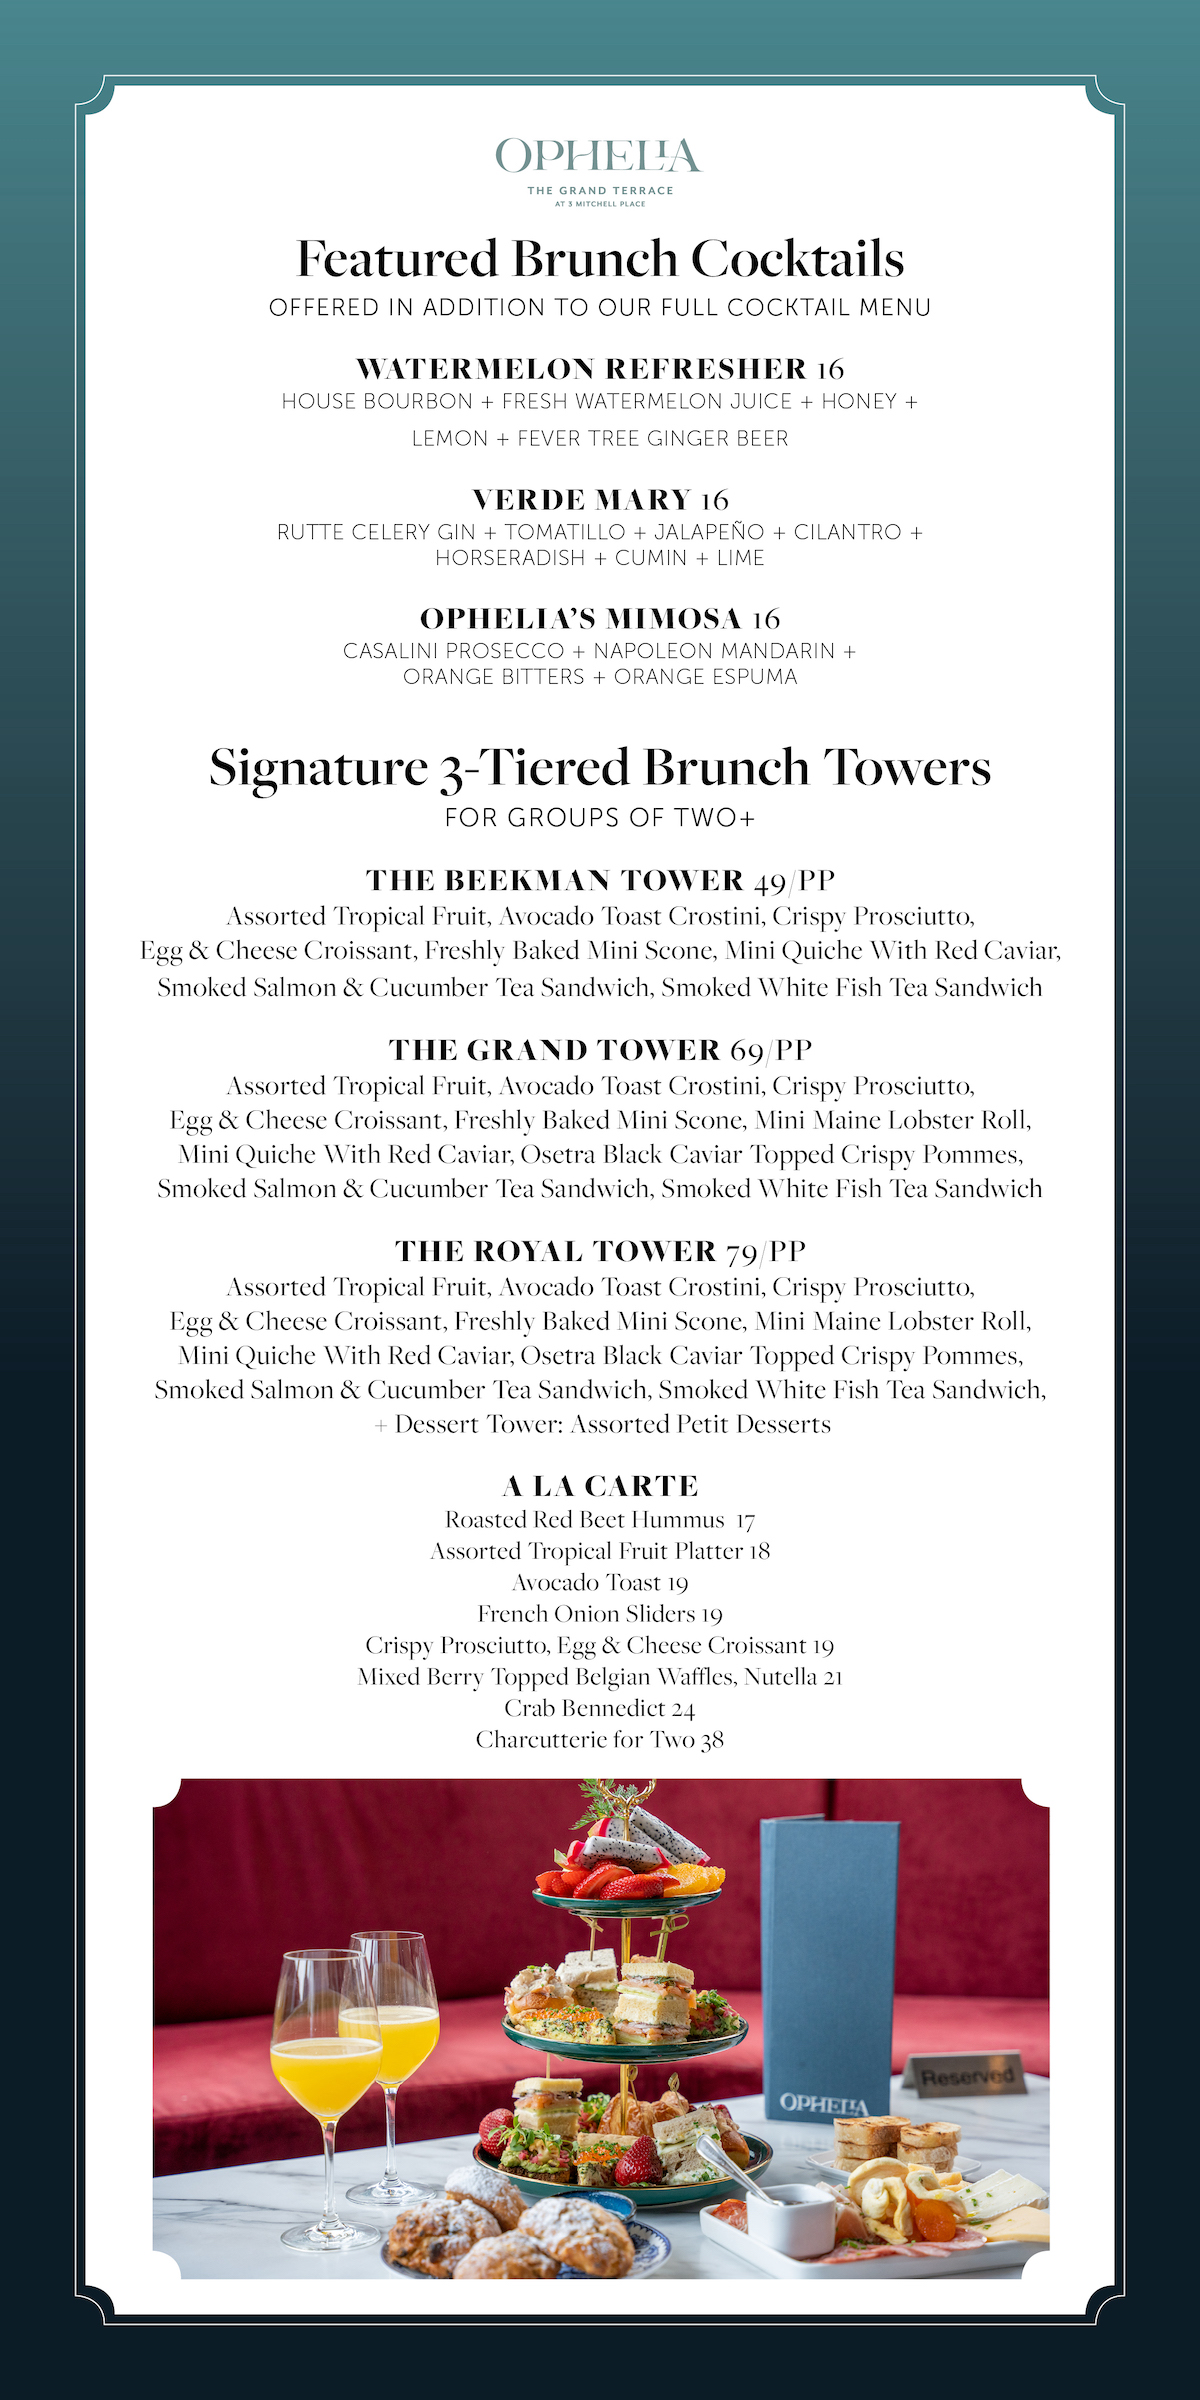 OPHELIA
THE GRAND TERRACE
AT 3 MITCHELL PLACE
Featured Brunch Cocktails
OFFERED IN ADDITION TO OUR FULL COCKTAIL MENU
WATERMELON REFRESHER 16
HOUSE BOURBON + FRESH WATERMELON JUICE + HONEY +
LEMON + FEVER TREE GINGER BEER
VERDE MARY 16
RUTTE CELERY GIN + TOMATILLO + JALAPEÑO + CILANTRO +
HORSERADISH + CUMIN + LIME
OPHELIA'S MIMOSA 16
CASALINI PROSECCO + NAPOLEON MANDARIN +
ORANGE BITTERS + ORANGE ESPUMA
Signature 3-Tiered Brunch Towers
FOR GROUPS OF TWO+
THE BEEKMAN TOWER 49/PP
Assorted Tropical Fruit, Avocado Toast Crostini, Crispy Prosciutto,
Egg & Cheese Croissant, Freshly Baked Mini Scone, Mini Quiche With Red Caviar,
Smoked Salmon & Cucumber Tea Sandwich, Smoked White Fish Tea Sandwich
THE GRAND TOWER 69/PP
Assorted Tropical Fruit, Avocado Toast Crostini, Crispy Prosciutto,
Egg & Cheese Croissant, Freshly Baked Mini Scone, Mini Maine Lobster Roll,
Mini Quiche With Red Caviar, Osetra Black Caviar Topped Crispy Pommes,
Smoked Salmon & Cucumber Tea Sandwich, Smoked White Fish Tea Sandwich
THE ROYAL TOWER 79/PP
Assorted Tropical Fruit, Avocado Toast Crostini, Crispy Prosciutto,
Egg & Cheese Croissant, Freshly Baked Mini Scone, Mini Maine Lobster Roll,
Mini Quiche With Red Caviar, Osetra Black Caviar Topped Crispy Pommes,
Smoked Salmon & Cucumber Tea Sandwich, Smoked White Fish Tea Sandwich,
+ Dessert Tower: Assorted Petit Desserts
A LA CARTE
Roasted Red Beet Hummus 17
Assorted Tropical Fruit Platter 18
Avocado Toast 19
French Onion Sliders 19
Crispy Prosciutto, Egg & Cheese Croissant 19
Mixed Berry Topped Belgian Waffles, Nutella 21
Crab Bennedict 24
Charcutterie for Two 38
Reserved
OPHELIA